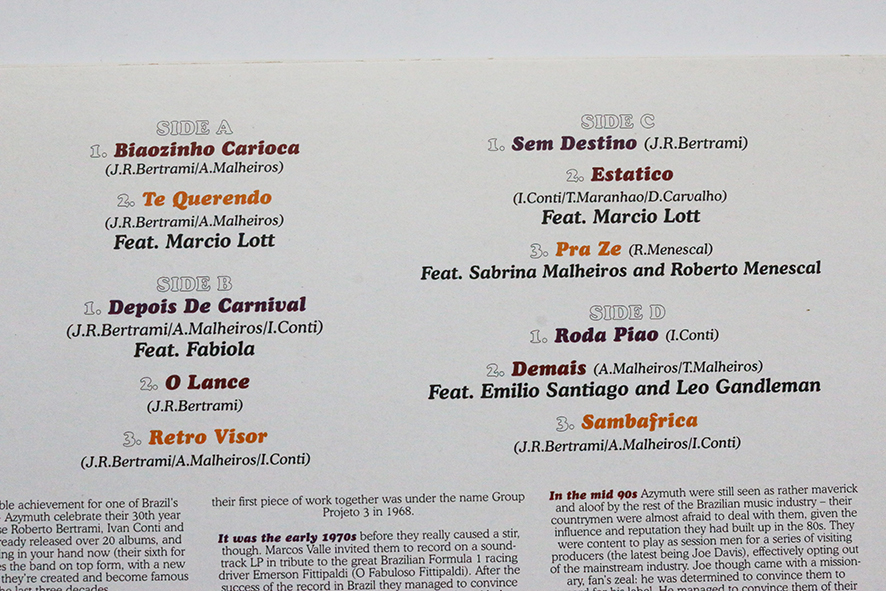 SIDE A
1. Biaozinho Carioca
(J.R.Bertrami/A.Malheiros)
2. Te Querendo
(J.R.Bertrami/A.Malheiros)
Feat. Marcio Lott
SIDE B
1. Depois De Carnival
(J.R.Bertrami/A.Malheiros/I.Conti)
Feat. Fabiola
2. O Lance
(J.R.Bertrami)
3. Retro Visor
(J.R.Bertrami/A.Malheiros/I.Conti)
SIDE C
1. Sem Destino (J.R.Bertrami)
2. Estatico
(I.Conti/T.Maranhao/D.Carvalho)
Feat. Marcio Lott
3. Pra Ze (R.Menescal)
Feat. Sabrina Malheiros and Roberto Menescal
SIDE D
1. Roda Piao (I.Conti)
2. Demais (A.Malheiros/T.Malheiros)
Feat. Emilio Santiago and Leo Gandleman
3. Sambafrica
(J.R.Bertrami/A.Malheiros/I.Conti)
achievement for one of Brazil's
Azymuth celebrate their 30th year
Roberto Bertrami, Ivan Conti and
released over 20 albums, and
in your hand now (their sixth for
the band on top form, with a new
they're created and become famous
last three decades.
their first piece of work together was under the name Group
Projeto 3 in 1968.
It was the early 1970s before they really caused a stir,
though. Marcos Valle invited them to record on a sound-
track LP in tribute to the great Brazilian Formula 1 racing
driver Emerson Fittipaldi (O Fabuloso Fittipaldi). After the
success of the record in Brazil they managed to convince
In the mid 90s Azymuth were still seen as rather maverick
and aloof by the rest of the Brazilian music industry – their
countrymen were almost afraid to deal with them, given the
influence and reputation they had built up in the 80s. They
were content to play as session men for a series of visiting
producers (the latest being Joe Davis), effectively opting out
of the mainstream industry. Joe though came with a mission-
ary, fan's zeal: he was determined to convince them to
for his label. He managed to convince them of their